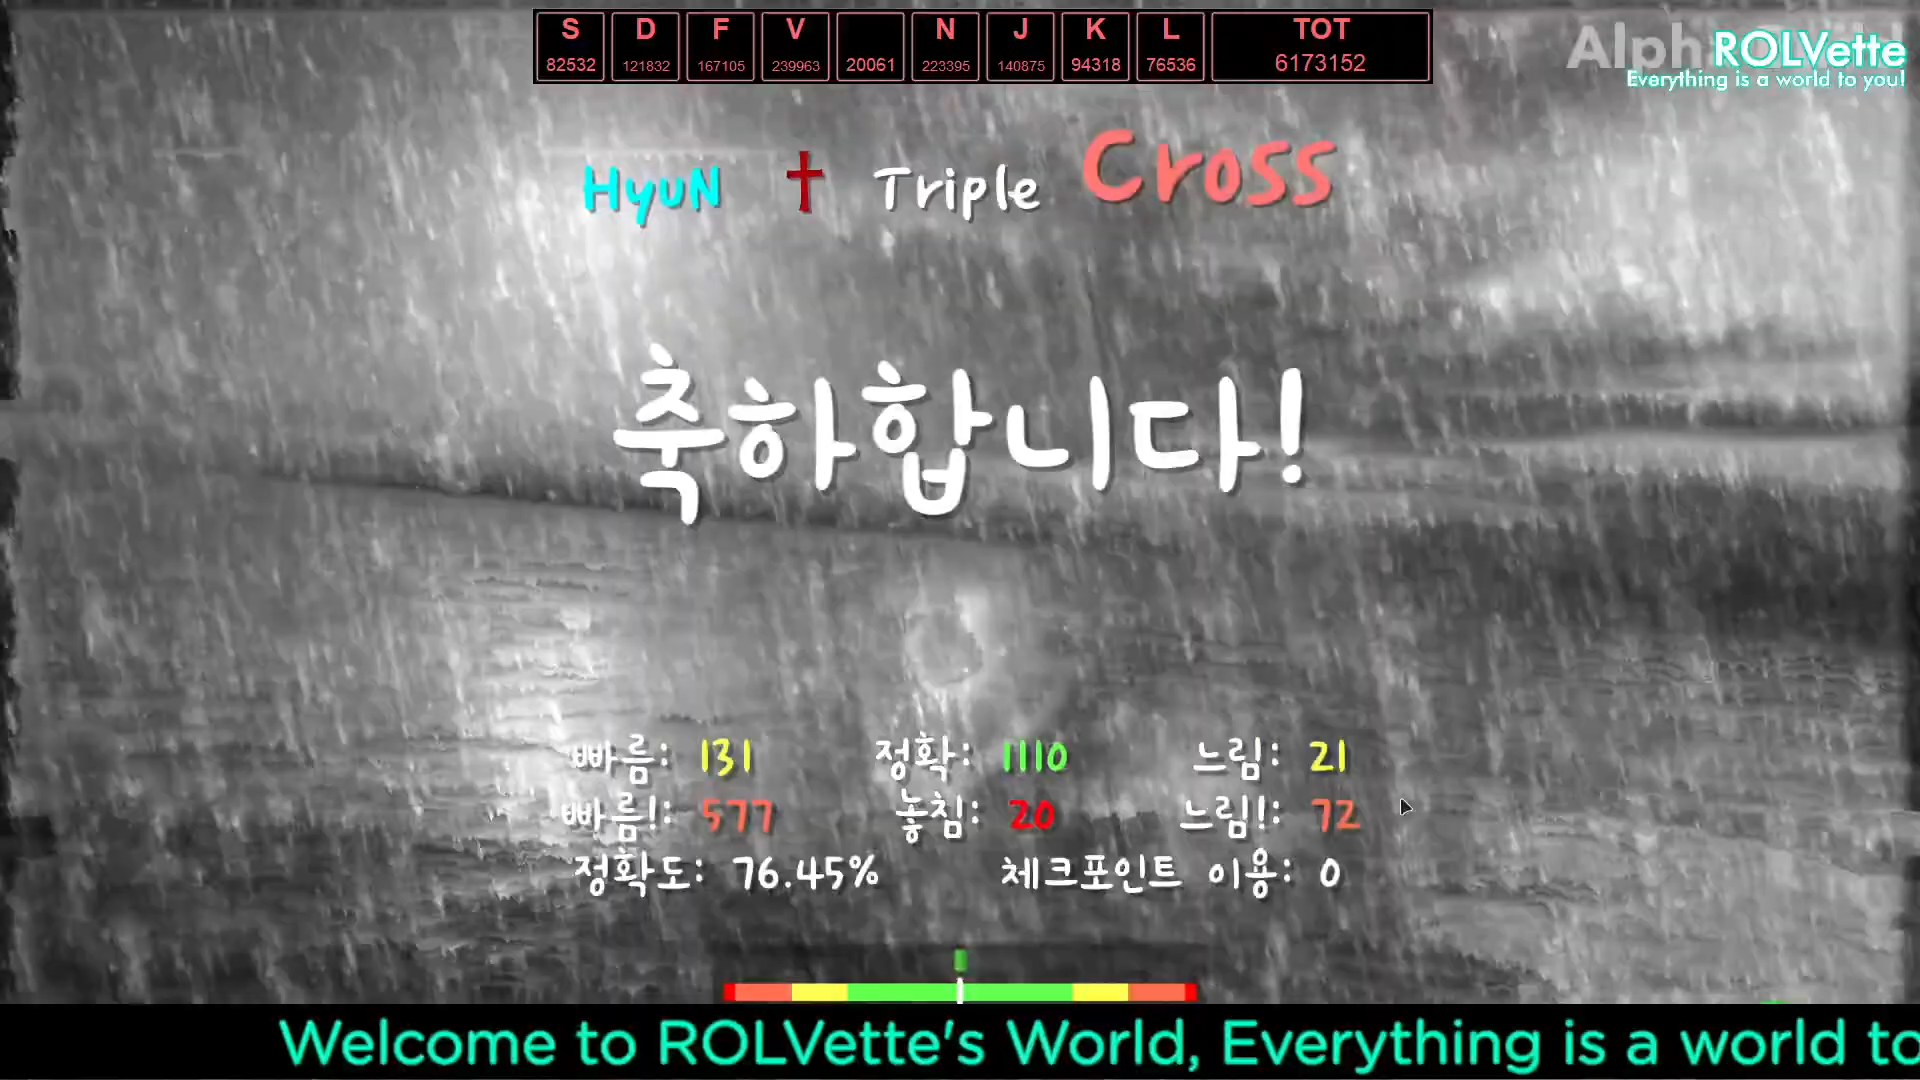 S D F V N J K L TOT
82532 121832 167105 239963 20061 223395 140875 94318 76536 6173152
Alph
ROLVette
Everything is a world to you!
HyuN † Triple Cross
축하합니다!
빠름: 131 정확: 1110 느림: 21
빠름!: 577 놓침: 20 느림!: 72
정확도: 76.45% 체크포인트 이용: 0
Welcome to ROLVette's World, Everything is a world to